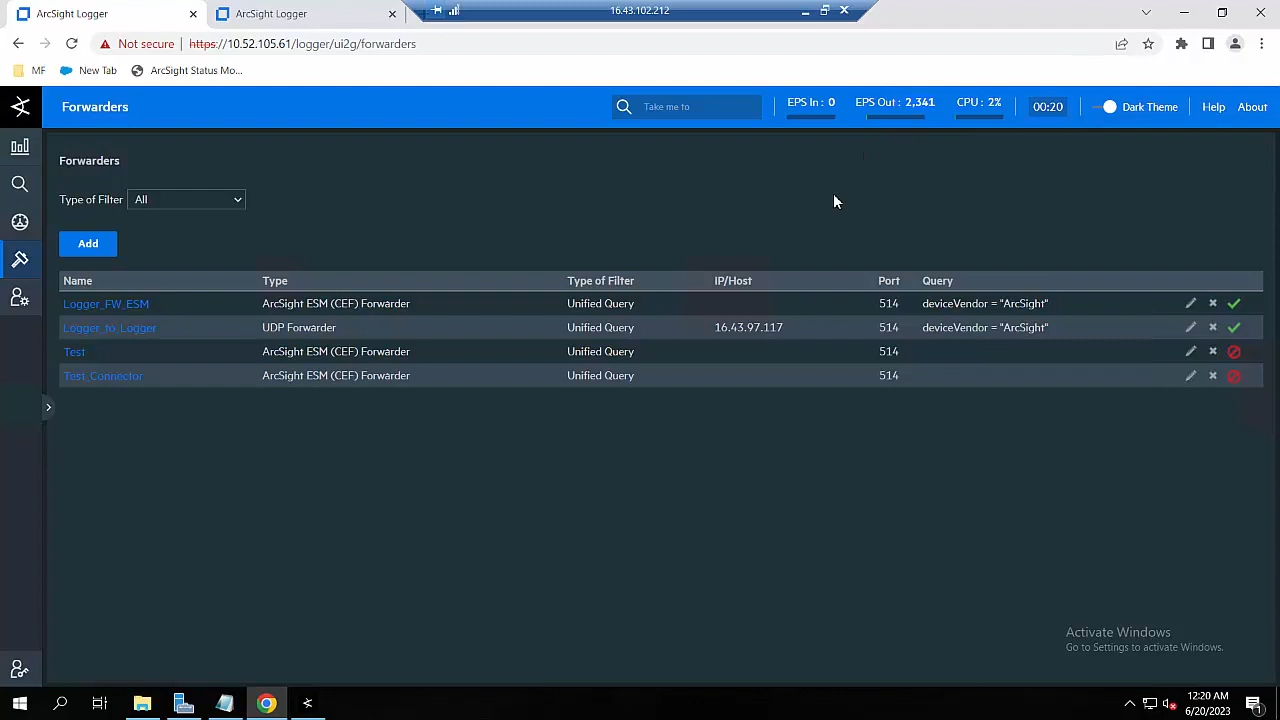 ArcSight Logger
ArcSight Logger
16.43.102.212
Not secure
https://10.52.105.61/logger/ui2g/forwarders
MF
New Tab
ArcSight Status Mo...
Forwarders
Take me to
EPS In : 0
EPS Out : 2,341
CPU : 2%
00:20
Dark Theme
Help
About
Forwarders
Type of Filter All
Add
Name Type Type of Filter IP/Host Port Query
Logger_FW_ESM ArcSight ESM (CEF) Forwarder Unified Query 514 deviceVendor = "ArcSight"
Logger_to_Logger UDP Forwarder Unified Query 16.43.97.117 514 deviceVendor = "ArcSight"
Test ArcSight ESM (CEF) Forwarder Unified Query 514
Test_Connector ArcSight ESM (CEF) Forwarder Unified Query 514
Activate Windows
Go to Settings to activate Windows.
12:20 AM
6/20/2023
1